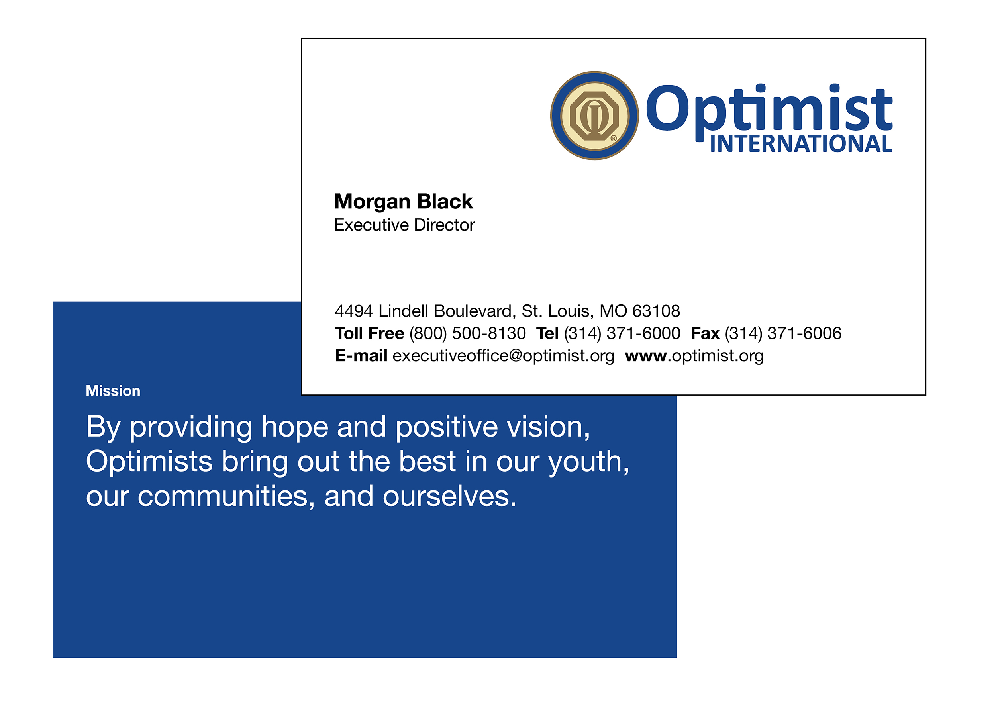 Optimist
INTERNATIONAL
®
Morgan Black
Executive Director
4494 Lindell Boulevard, St. Louis, MO 63108
Toll Free (800) 500-8130 Tel (314) 371-6000 Fax (314) 371-6006
E-mail executiveoffice@optimist.org www.optimist.org
Mission
By providing hope and positive vision,
Optimists bring out the best in our youth,
our communities, and ourselves.